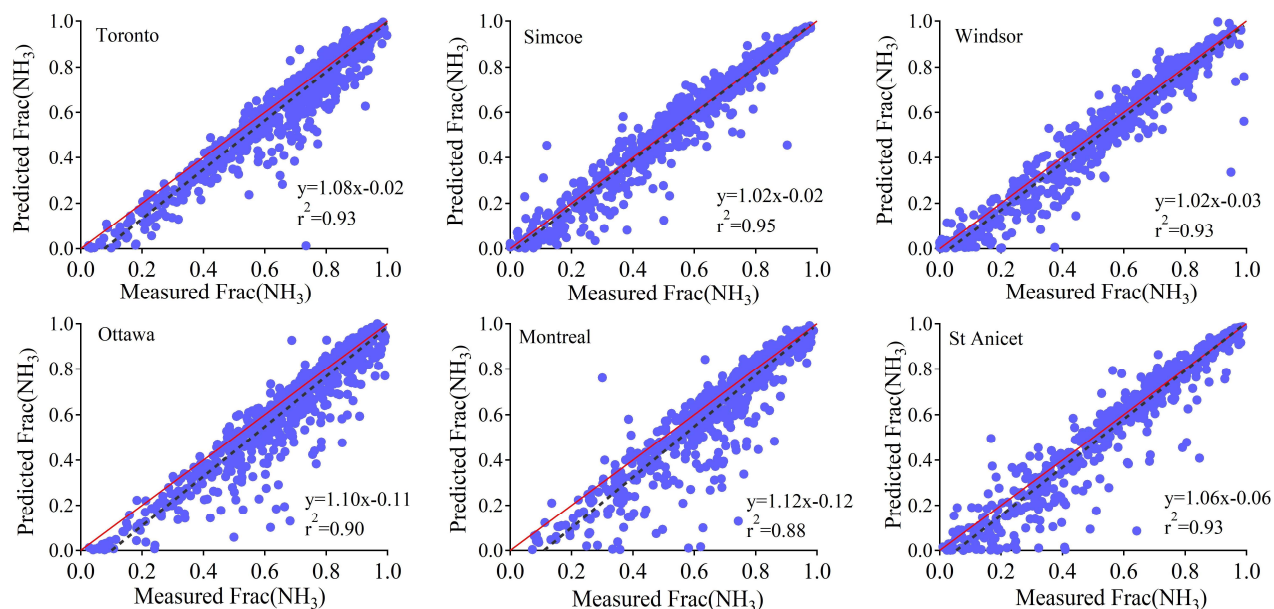 Toronto
Predicted Frac(NH3)
1.0
0.8
0.6
0.4
0.2
0.0
y=1.08x-0.02
r2=0.93
0.0 0.2 0.4 0.6 0.8 1.0
Measured Frac(NH3)
Simcoe
Predicted Frac(NH3)
1.0
0.8
0.6
0.4
0.2
0.0
y=1.02x-0.02
r2=0.95
0.0 0.2 0.4 0.6 0.8 1.0
Measured Frac(NH3)
Windsor
Predicted Frac(NH3)
1.0
0.8
0.6
0.4
0.2
0.0
y=1.02x-0.03
r2=0.93
0.0 0.2 0.4 0.6 0.8 1.0
Measured Frac(NH3)
Ottawa
Predicted Frac(NH3)
1.0
0.8
0.6
0.4
0.2
0.0
y=1.10x-0.11
r2=0.90
0.0 0.2 0.4 0.6 0.8 1.0
Measured Frac(NH3)
Montreal
Predicted Frac(NH3)
1.0
0.8
0.6
0.4
0.2
0.0
y=1.12x-0.12
r2=0.88
0.0 0.2 0.4 0.6 0.8 1.0
Measured Frac(NH3)
St Anicet
Predicted Frac(NH3)
1.0
0.8
0.6
0.4
0.2
0.0
y=1.06x-0.06
r2=0.93
0.0 0.2 0.4 0.6 0.8 1.0
Measured Frac(NH3)